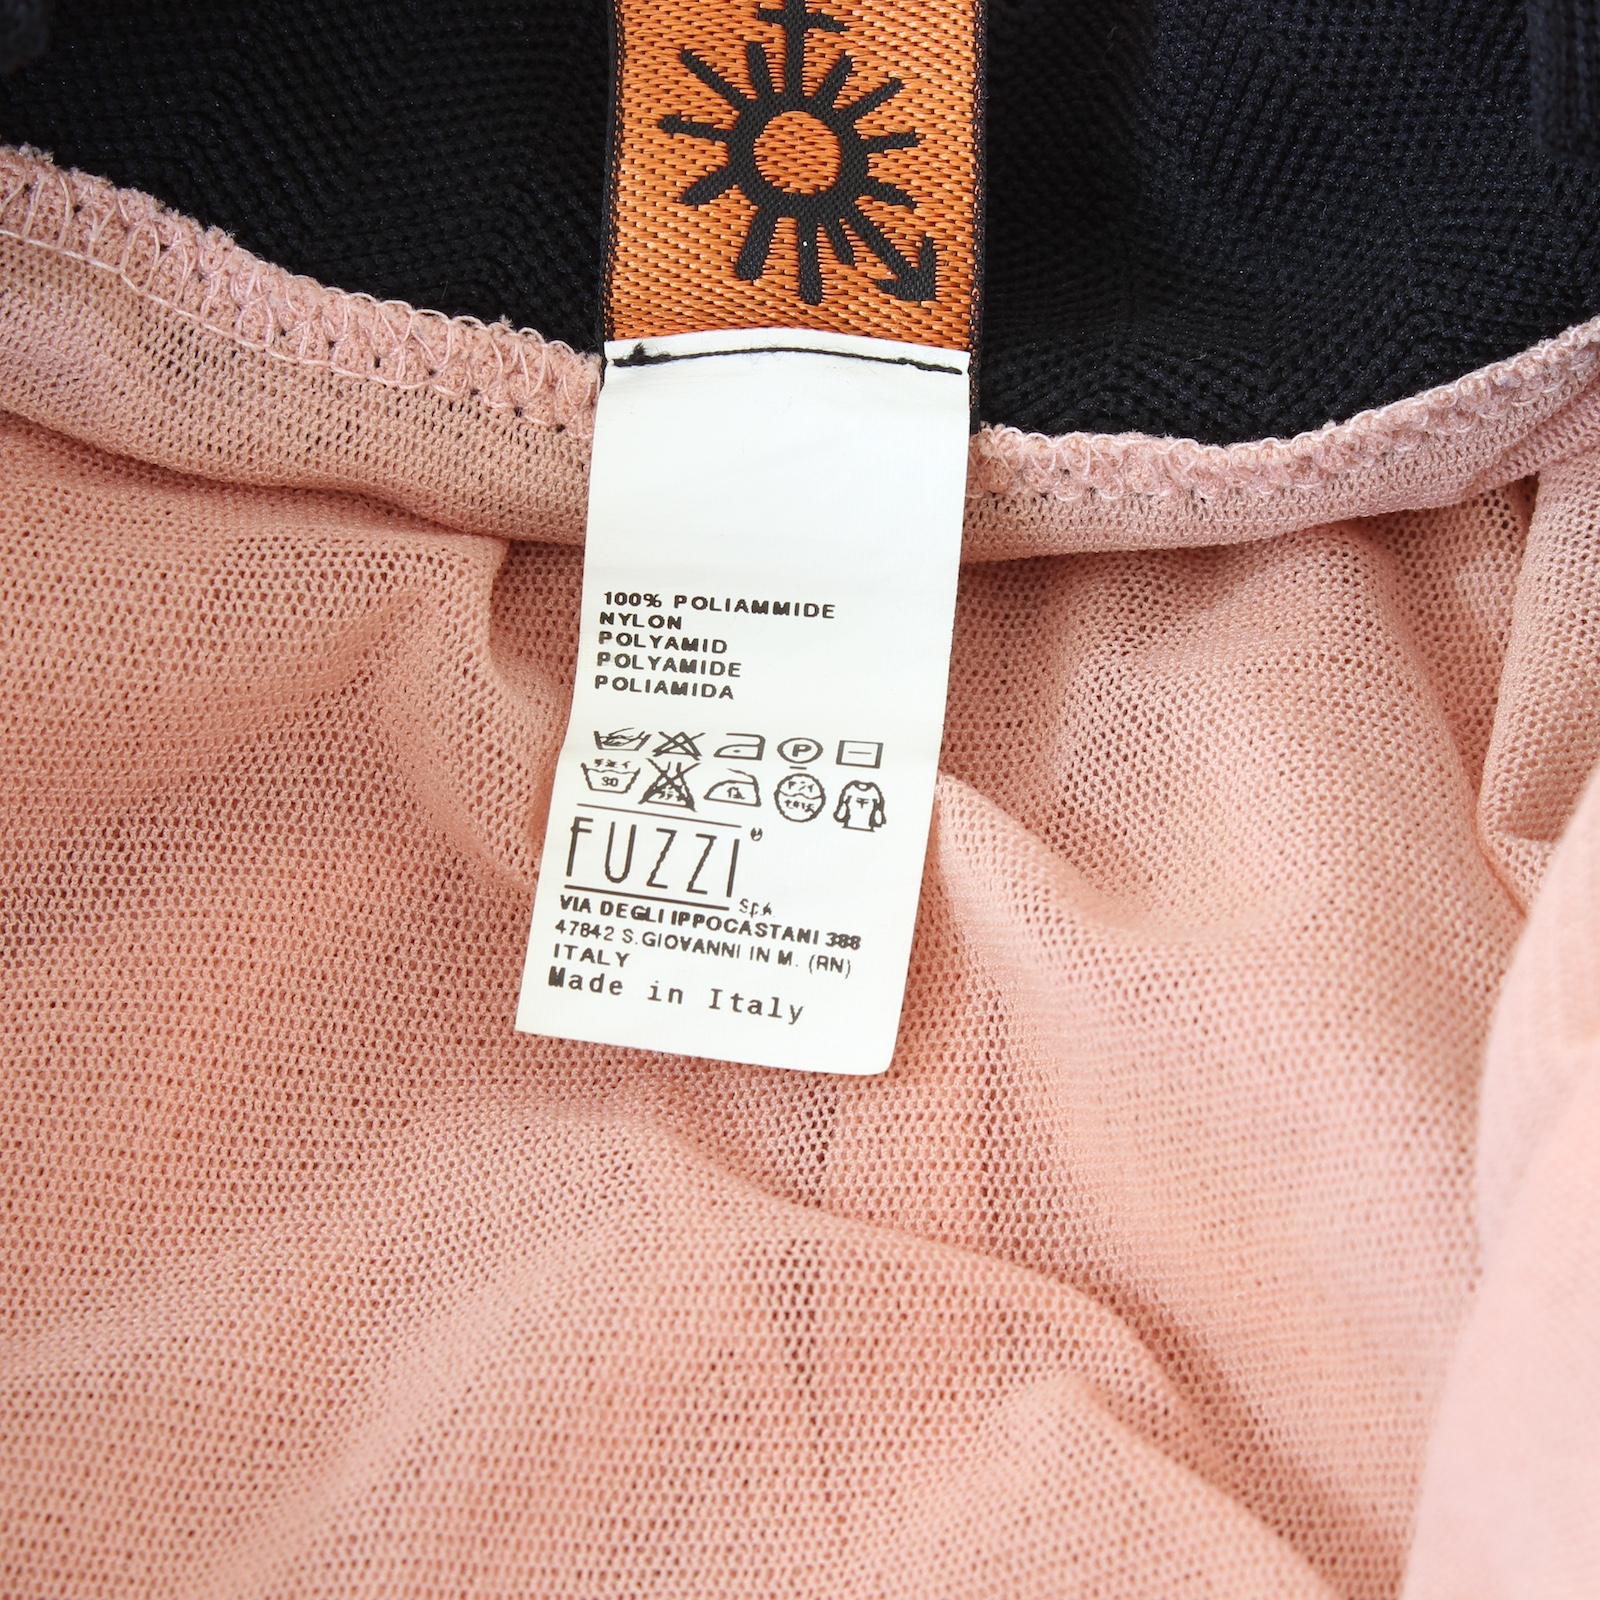 100% POLIAMMIDE
NYLON
POLYAMID
POLYAMIDE
POLIAMIDA
P
30
FUZZI
S.p.A.
VIA DEGLI IPPOCASTANI 388
47842 S.GIOVANNI IN M. (RN)
ITALY
Made in Italy